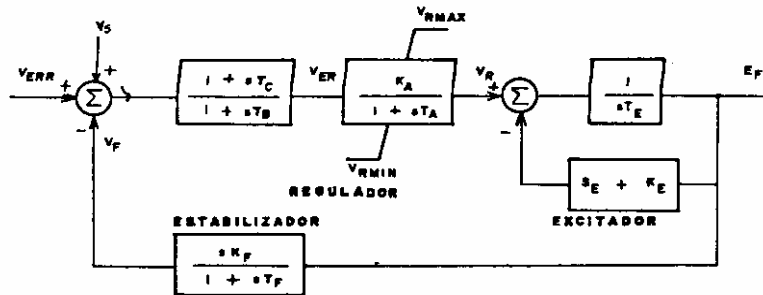 V_S
V_RMAX
V_ERR + + Σ - V_F
1 + sT_C
1 + sT_B
V_ER
K_A
1 + sT_A
V_RMIN
REGULADOR
V_R + Σ -
1
sT_E
E_F
S_E + K_E
EXCITADOR
ESTABILIZADOR
sK_F
1 + sT_F